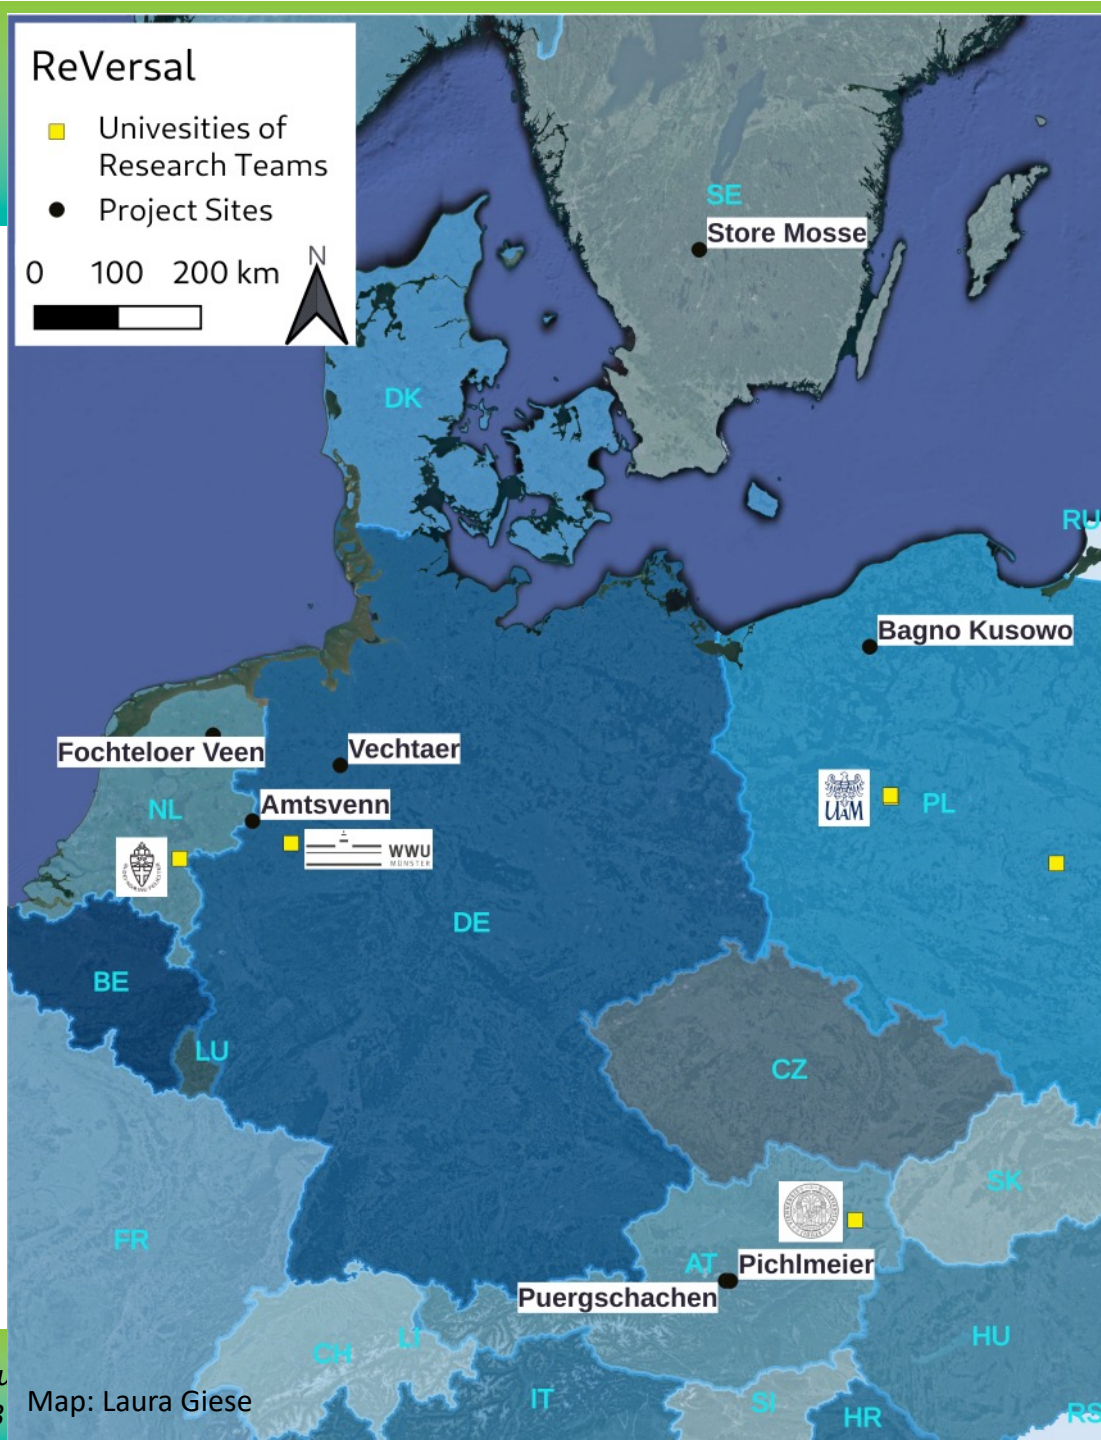 ReVersal
Univesities of
Research Teams
Project Sites
0 100 200 km
N
SE
Store Mosse
DK
RU
Bagno Kusowo
Fochteloer Veen
Vechtaer
Amtsvenn
NL
UAM
PL
WWU
MÜNSTER
DE
BE
LU
CZ
SK
FR
AT
Pichlmeier
Puergschachen
HU
CH
LI
IT
SI
HR
RS
Map: Laura Giese